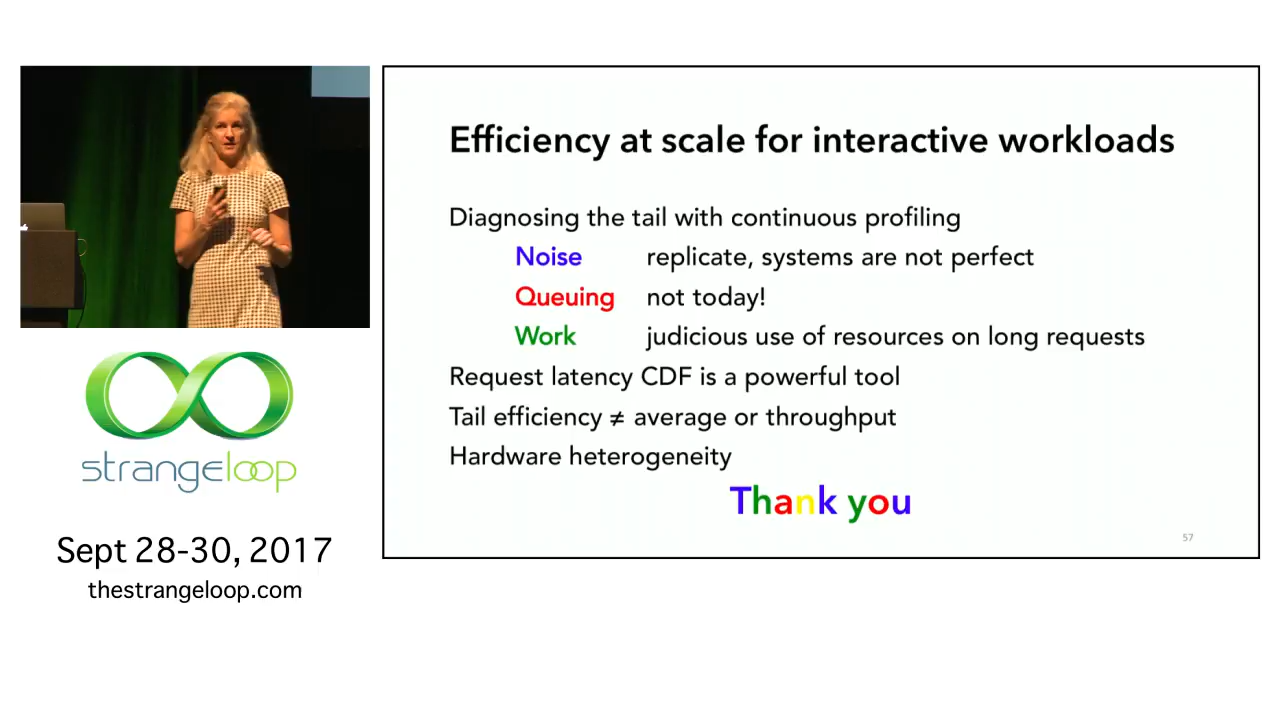 Efficiency at scale for interactive workloads
Diagnosing the tail with continuous profiling
Noise replicate, systems are not perfect
Queuing not today!
Work judicious use of resources on long requests
Request latency CDF is a powerful tool
Tail efficiency ≠ average or throughput
Hardware heterogeneity
Thank you
57
strangeloop
Sept 28-30, 2017
thestrangeloop.com